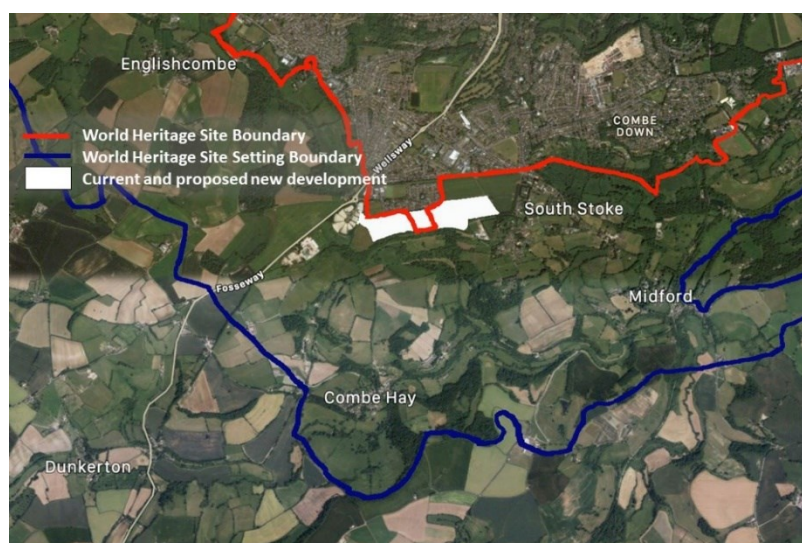 Englishcombe
World Heritage Site Boundary
World Heritage Site Setting Boundary
Current and proposed new development
COMBE
DOWN
Wellsway
South Stoke
Fosseway
Midford
Combe Hay
Dunkerton